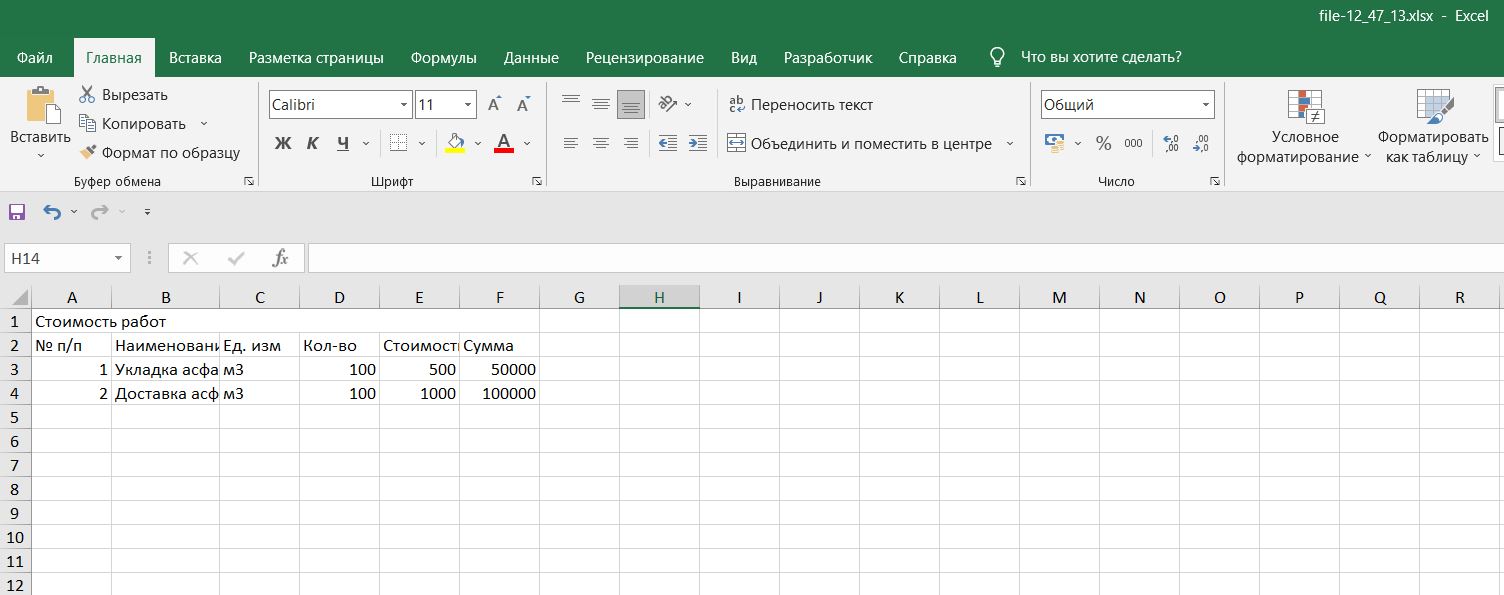 file-12_47_13.xlsx - Excel
Файл Главная Вставка Разметка страницы Формулы Данные Рецензирование Вид Разработчик Справка Что вы хотите сделать?
Вставить
Вырезать
Копировать
Формат по образцу
Буфер обмена
Calibri 11 A A
Ж К Ч A
Шрифт
ab Переносить текст
Объединить и поместить в центре
Выравнивание
Общий
% 000 ,00 ,00
Число
Условное форматирование
Форматировать как таблицу
H14 fx
A B C D E F G H I J K L M N O P Q R
1 Стоимость работ
2 № п/п Наименовани Ед. изм Кол-во Стоимост Сумма
3 1 Укладка асфа м3 100 500 50000
4 2 Доставка асф м3 100 1000 100000
5
6
7
8
9
10
11
12